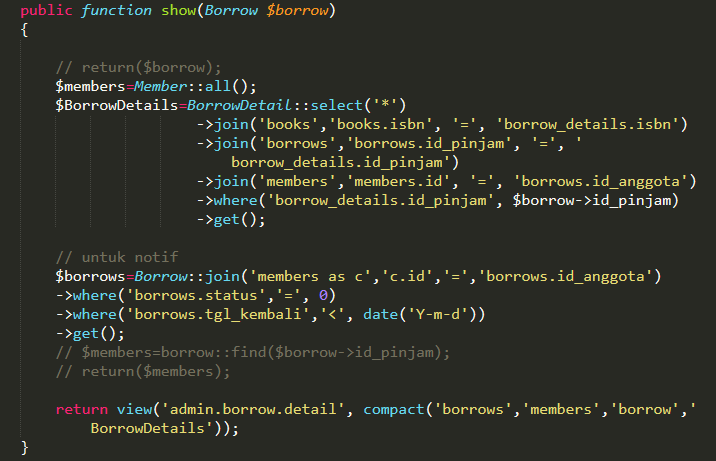 public function show(Borrow $borrow)
{
// return($borrow);
$members=Member::all();
$BorrowDetails=BorrowDetail::select('*')
->join('books','books.isbn', '=', 'borrow_details.isbn')
->join('borrows','borrows.id_pinjam', '=', '
borrow_details.id_pinjam')
->join('members','members.id', '=', 'borrows.id_anggota')
->where('borrow_details.id_pinjam', $borrow->id_pinjam)
->get();
// untuk notif
$borrows=Borrow::join('members as c','c.id','=','borrows.id_anggota')
->where('borrows.status','=', 0)
->where('borrows.tgl_kembali','<', date('Y-m-d'))
->get();
// $members=borrow::find($borrow->id_pinjam);
// return($members);
return view('admin.borrow.detail', compact('borrows','members','borrow','
BorrowDetails'));
}